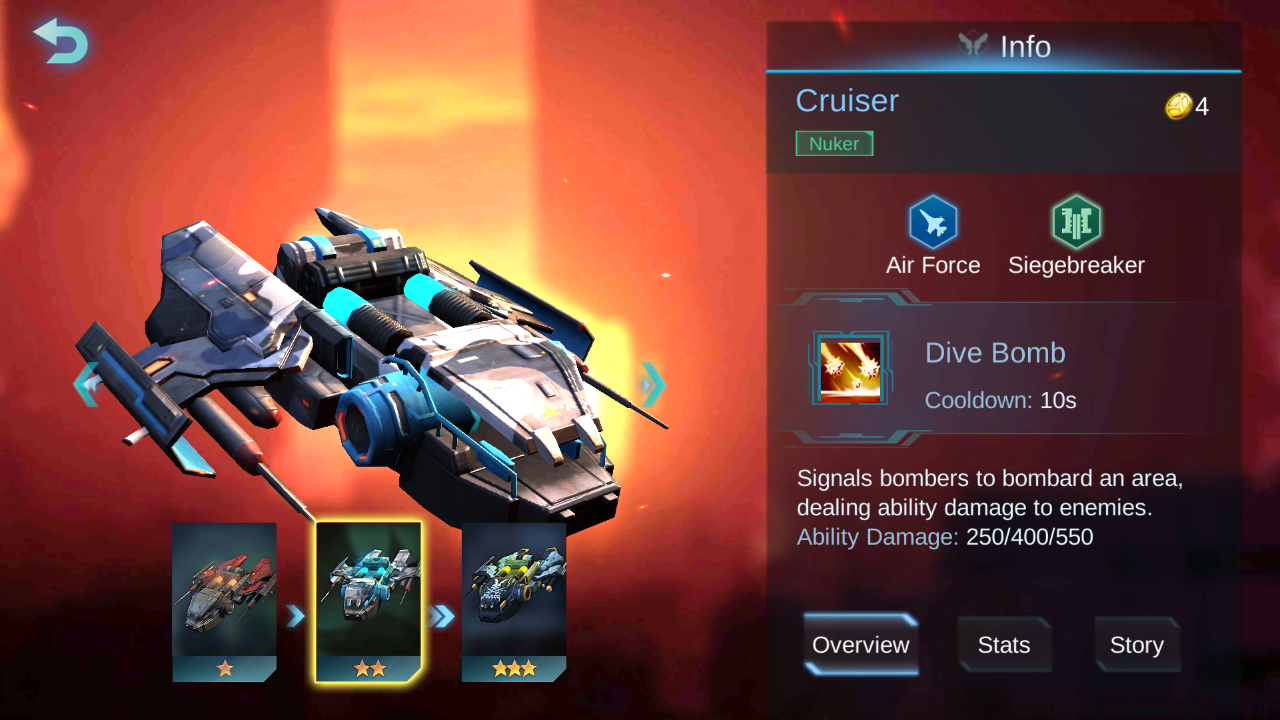 Info
Cruiser
4
Nuker
Air Force
Siegebreaker
Dive Bomb
Cooldown: 10s
Signals bombers to bombard an area,
dealing ability damage to enemies.
Ability Damage: 250/400/550
Overview
Stats
Story